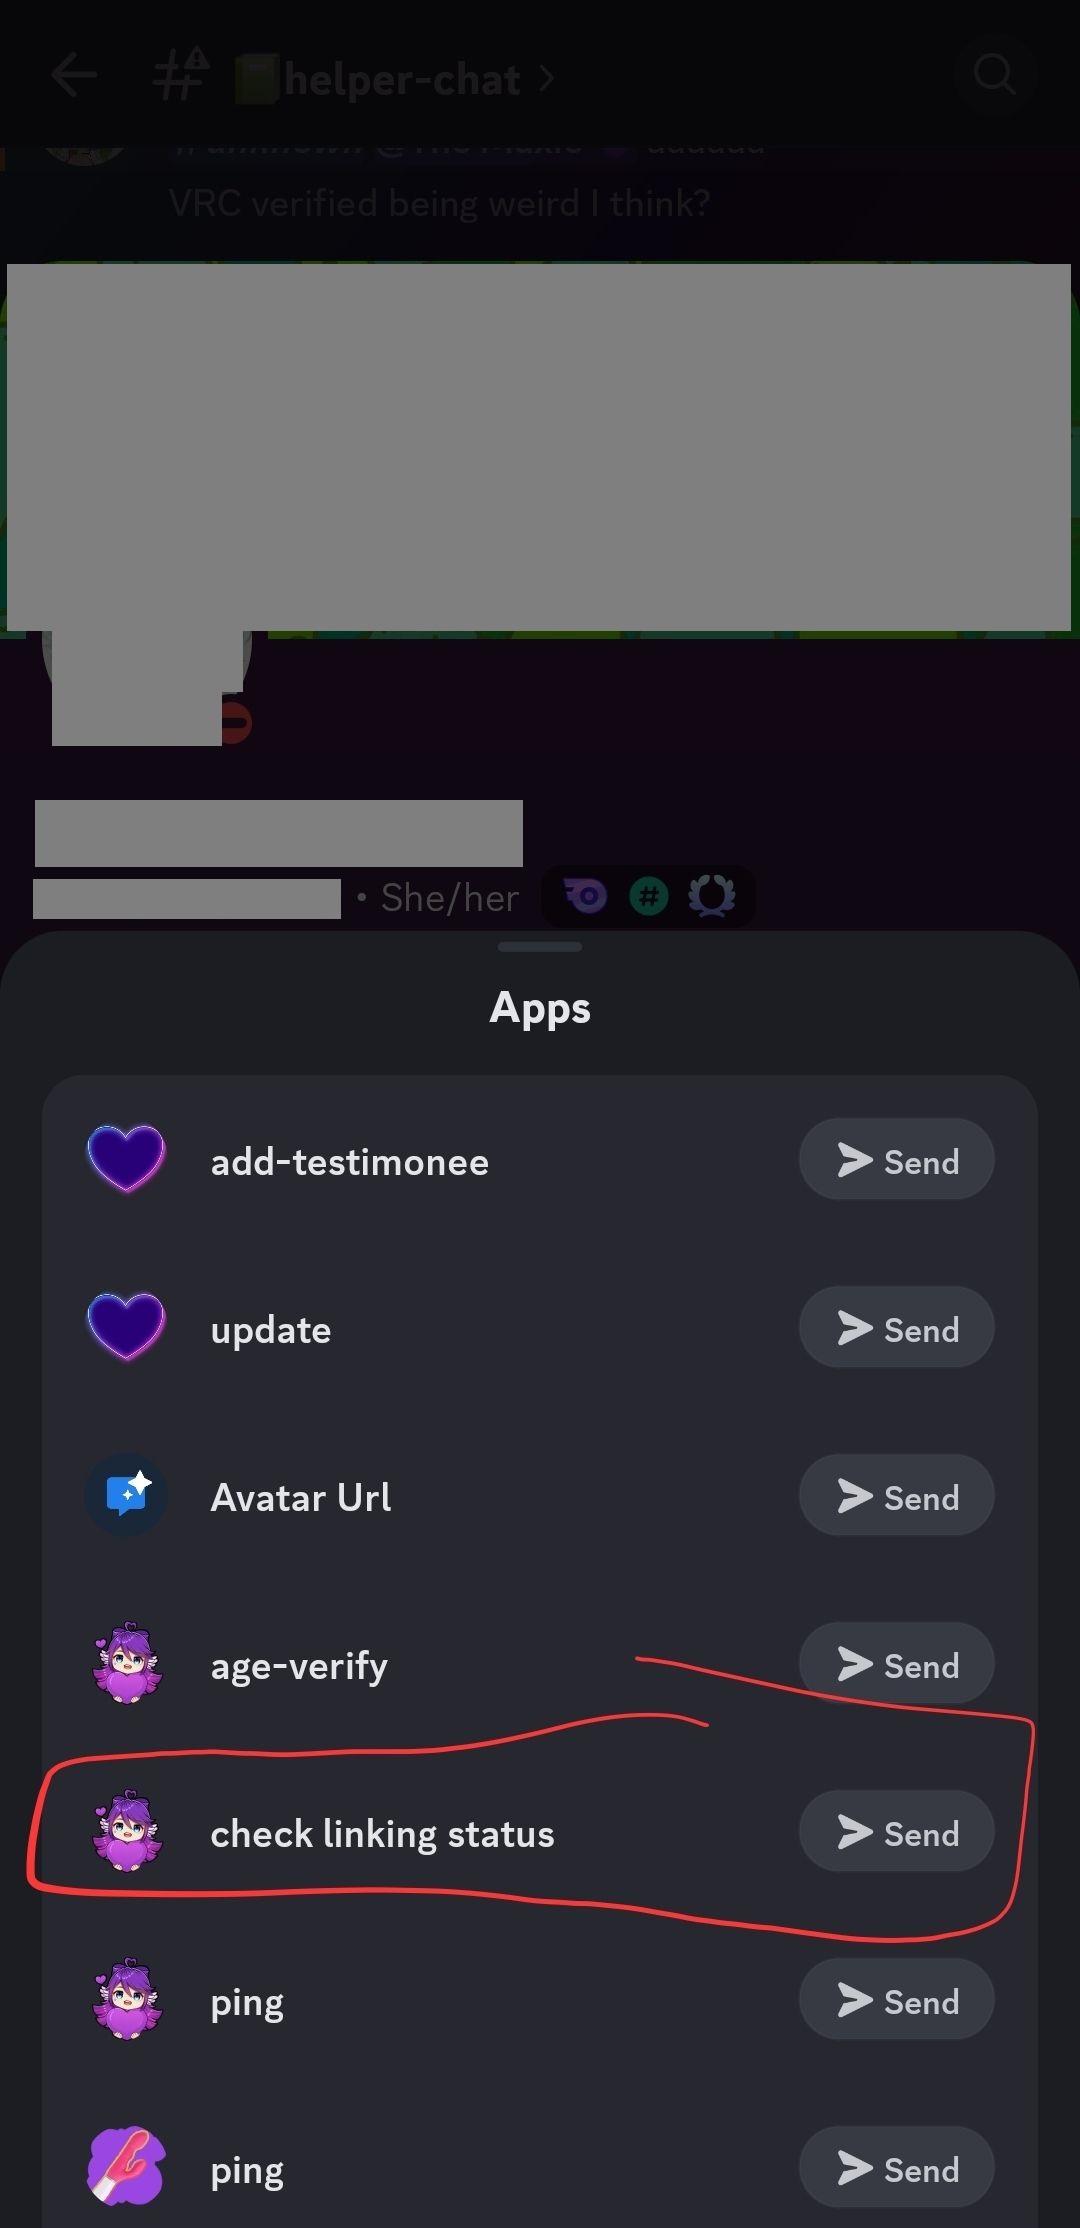 helper-chat
VRC verified being weird I think?
• She/her
Apps
add-testimonee
Send
update
Send
Avatar Url
Send
age-verify
Send
check linking status
Send
ping
Send
ping
Send